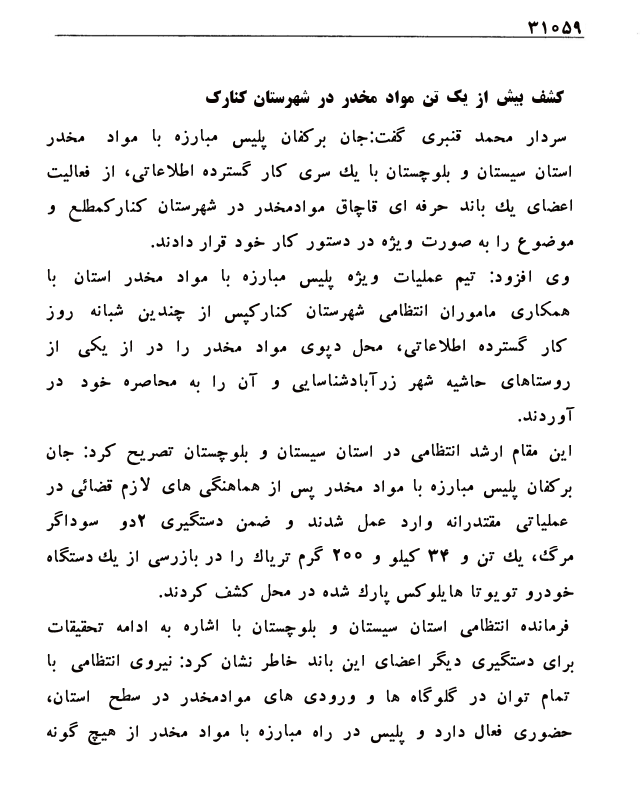 ۳۱۰۵۹
کشف بیش از یک تن مواد مخدر در شهرستان کنارک
سردار محمد قنبری گفت:جان برکفان پلیس مبارزه با مواد مخدر
استان سیستان و بلوچستان با یک سری کار گسترده اطلاعاتی، از فعالیت
اعضای یک باند حرفه ای قاچاق موادمخدر در شهرستان کنارکمطلع و
موضوع را به صورت ویژه در دستور کار خود قرار دادند.
وی افزود: تیم عملیات ویژه پلیس مبارزه با مواد مخدر استان با
همکاری ماموران انتظامی شهرستان کنارکپس از چندین شبانه روز
کار گسترده اطلاعاتی، محل دپوی مواد مخدر را در از یکی از
روستاهای حاشیه شهر زرآبادشناسایی و آن را به محاصره خود در
آوردند.
این مقام ارشد انتظامی در استان سیستان و بلوچستان تصریح کرد: جان
برکفان پلیس مبارزه با مواد مخدر پس از هماهنگی های لازم قضائی در
عملیاتی مقتدرانه وارد عمل شدند و ضمن دستگیری ۲دو سوداگر
مرگ، یک تن و ۳۴ کیلو و ۲۰۰ گرم تریاک را در بازرسی از یک دستگاه
خودرو تویوتا هایلوکس پارک شده در محل کشف کردند.
فرمانده انتظامی استان سیستان و بلوچستان با اشاره به ادامه تحقیقات
برای دستگیری دیگر اعضای این باند خاطر نشان کرد: نیروی انتظامی با
تمام توان در گلوگاه ها و ورودی های موادمخدر در سطح استان،
حضوری فعال دارد و پلیس در راه مبارزه با مواد مخدر از هیچ گونه